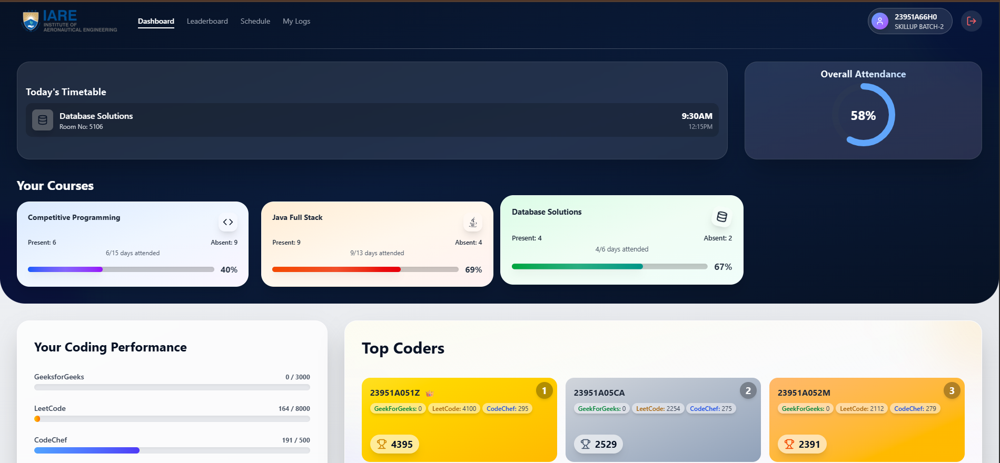 IARE
INSTITUTE OF
AERONAUTICAL ENGINEERING
Dashboard
Leaderboard
Schedule
My Logs
23951A66H0
SKILLUP BATCH-2
Today's Timetable
Database Solutions
Room No: 5106
9:30AM
12:15PM
Overall Attendance
58%
Your Courses
Competitive Programming
Present: 6
Absent: 9
6/15 days attended
40%
Java Full Stack
Present: 9
Absent: 4
9/13 days attended
69%
Database Solutions
Present: 4
Absent: 2
4/6 days attended
67%
Your Coding Performance
GeeksforGeeks
0 / 3000
LeetCode
164 / 8000
CodeChef
191 / 500
Top Coders
23951A051Z
1
GeekForGeeks: 0
LeetCode: 4100
CodeChef: 295
4395
23951A05CA
2
GeekForGeeks: 0
LeetCode: 2254
CodeChef: 275
2529
23951A052M
3
GeekForGeeks: 0
LeetCode: 2112
CodeChef: 279
2391